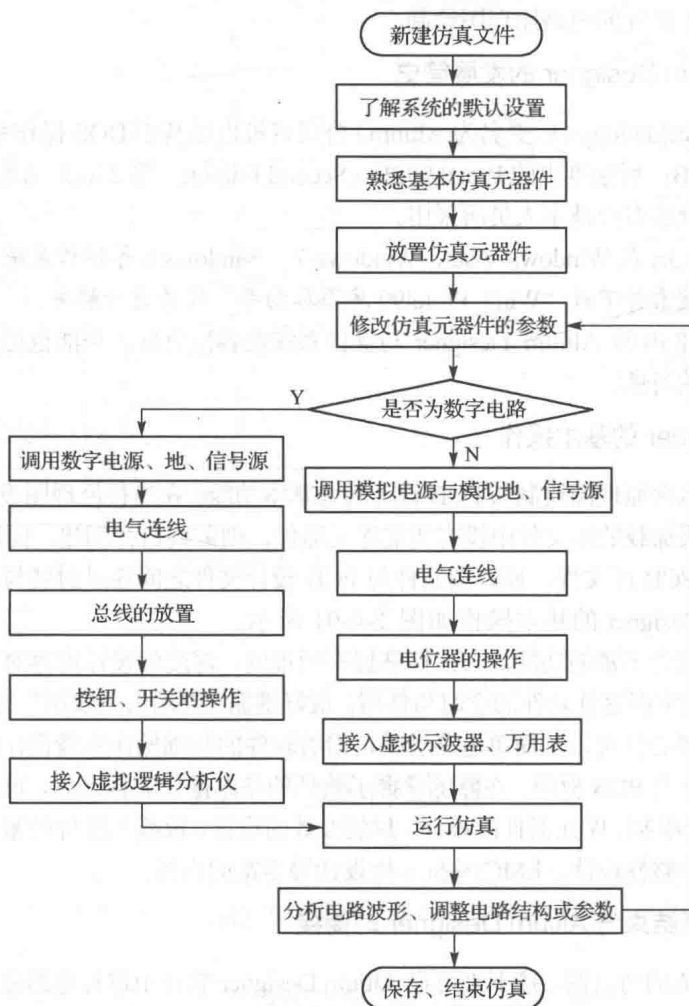 新建仿真文件
了解系统的默认设置
熟悉基本仿真元器件
放置仿真元器件
修改仿真元器件的参数
是否为数字电路
Y
N
调用数字电源、地、信号源
电气连线
总线的放置
按钮、开关的操作
接入虚拟逻辑分析仪
调用模拟电源与模拟地、信号源
电气连线
电位器的操作
接入虚拟示波器、万用表
运行仿真
分析电路波形、调整电路结构或参数
保存、结束仿真